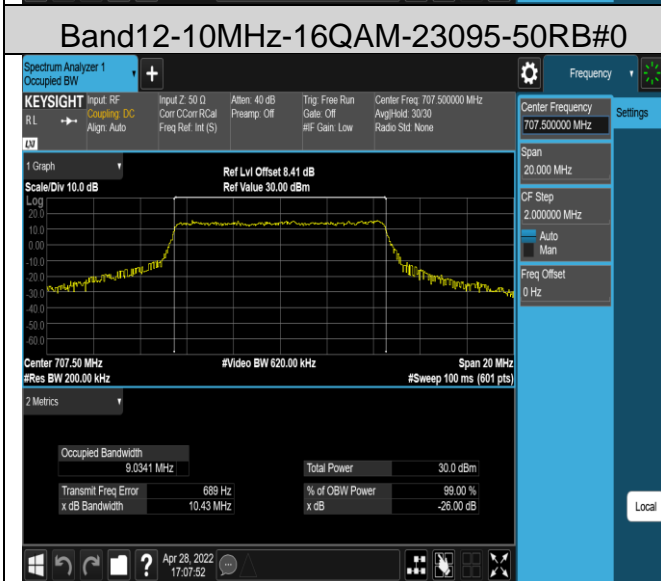 Band12-10MHz-16QAM-23095-50RB#0
Spectrum Analyzer 1
Occupied BW
+
Frequency
KEYSIGHT
RL
Input: RF
Coupling: DC
Align: Auto
Input Z: 50 Ω
Corr CCorr RCal
Freq Ref: Int (S)
Atten: 40 dB
Preamp: Off
Trig: Free Run
Gate: Off
#IF Gain: Low
Center Freq: 707.500000 MHz
Avg|Hold: 30/30
Radio Std: None
Center Frequency
707.500000 MHz
Settings
Span
20.000 MHz
CF Step
2.000000 MHz
Auto
Man
Freq Offset
0 Hz
1 Graph
Scale/Div 10.0 dB
Ref Lvl Offset 8.41 dB
Ref Value 30.00 dBm
Log
20.0
10.0
0.00
-10.0
-20.0
-30.0
-40.0
-50.0
-60.0
Center 707.50 MHz
#Video BW 620.00 kHz
Span 20 MHz
#Res BW 200.00 kHz
#Sweep 100 ms (601 pts)
2 Metrics
Occupied Bandwidth
9.0341 MHz
Total Power 30.0 dBm
Transmit Freq Error 689 Hz
% of OBW Power 99.00 %
x dB Bandwidth 10.43 MHz
x dB -26.00 dB
Local
?
Apr 28, 2022
17:07:52